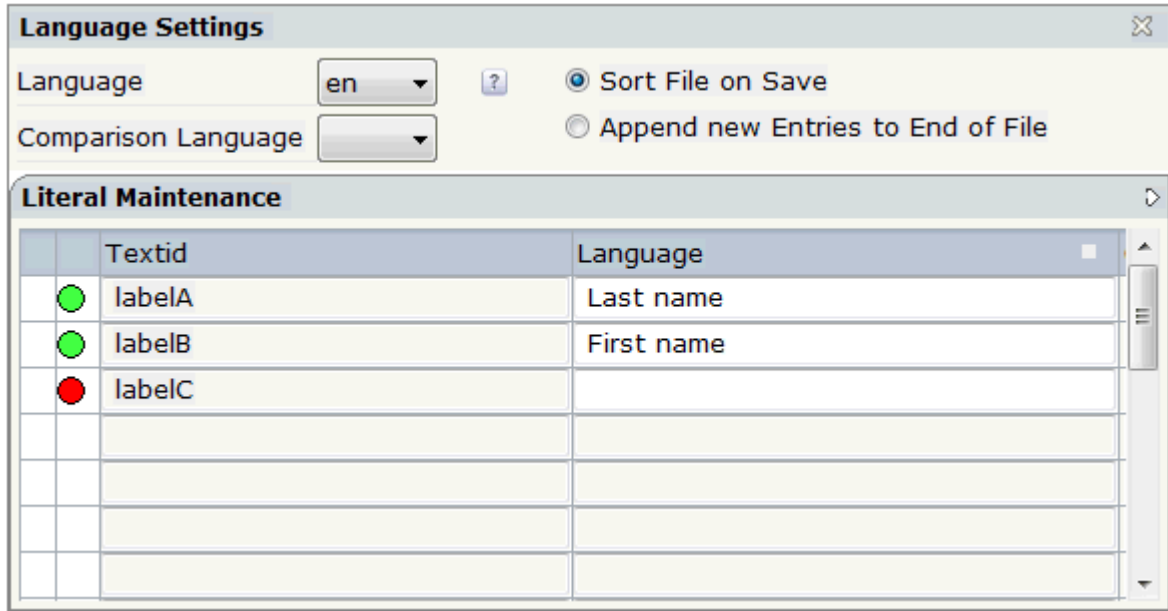 Language Settings
Language en ? Sort File on Save
Comparison Language Append new Entries to End of File
Literal Maintenance
Textid Language
labelA Last name
labelB First name
labelC